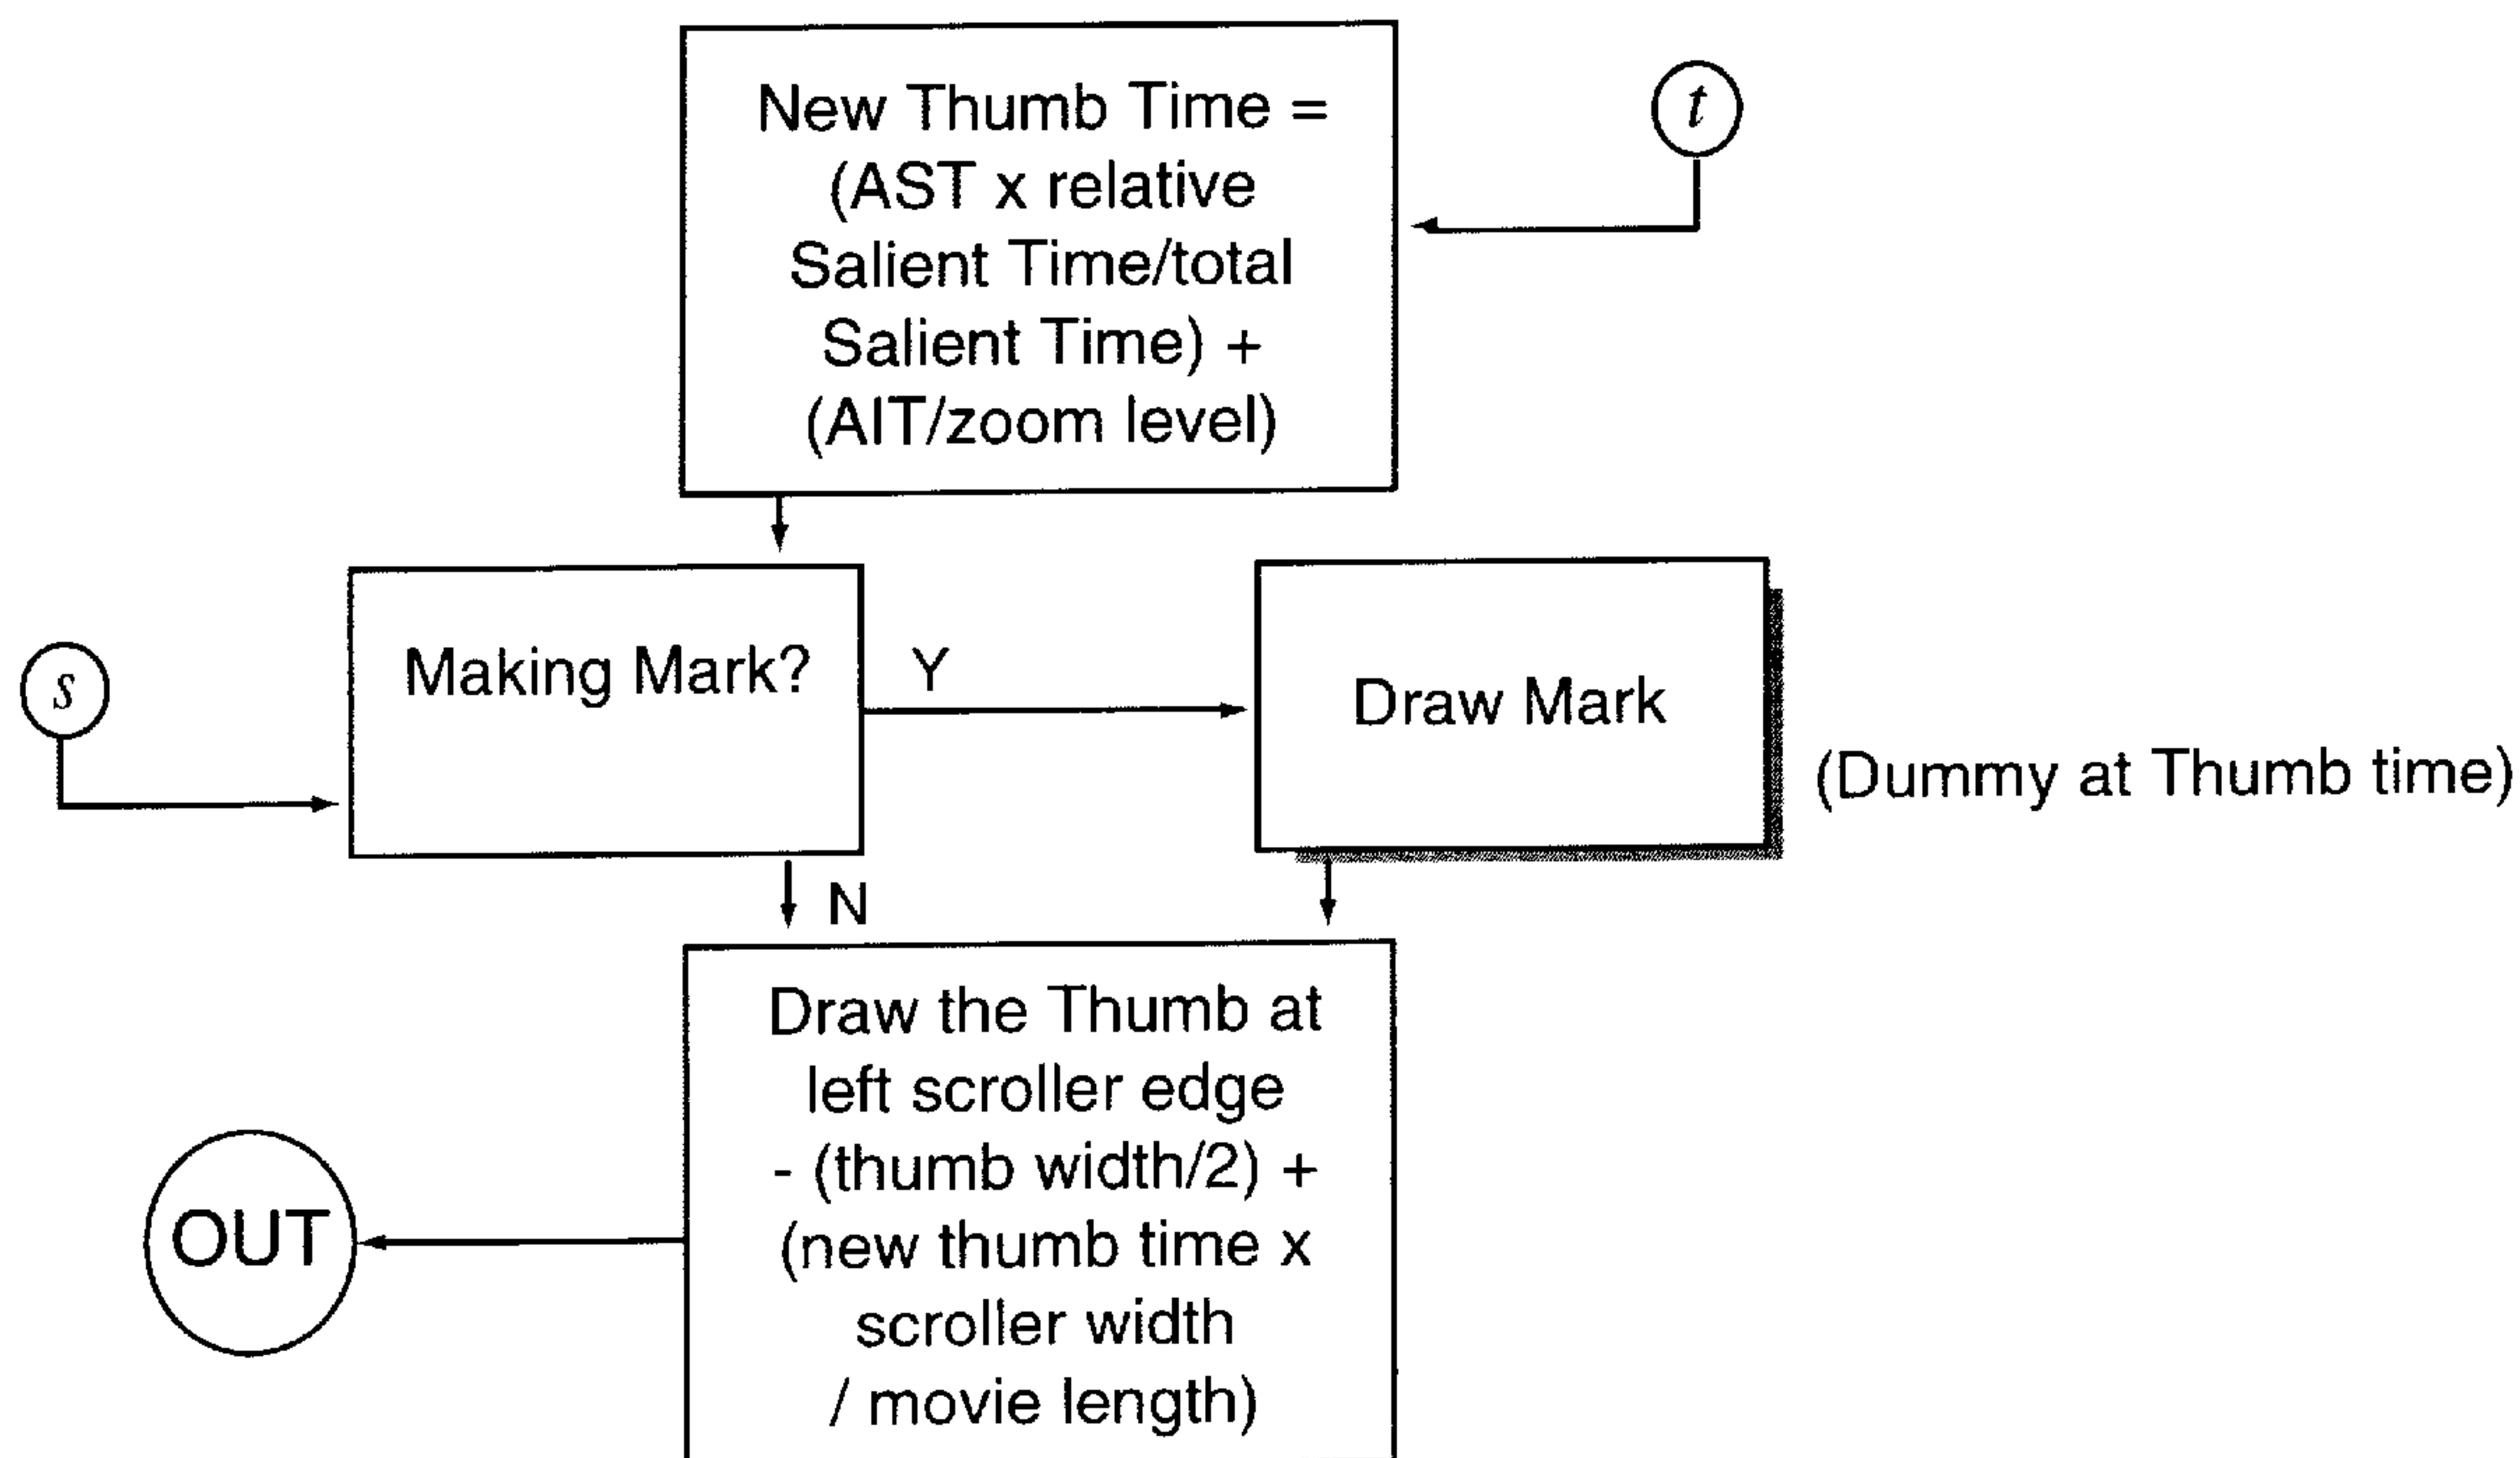 New Thumb Time =
(AST x relative
Salient Time/total
Salient Time) +
(AIT/zoom level)
t
s
Making Mark?
Y
Draw Mark
(Dummy at Thumb time)
N
Draw the Thumb at
left scroller edge
- (thumb width/2) +
(new thumb time x
scroller width
/ movie length)
OUT